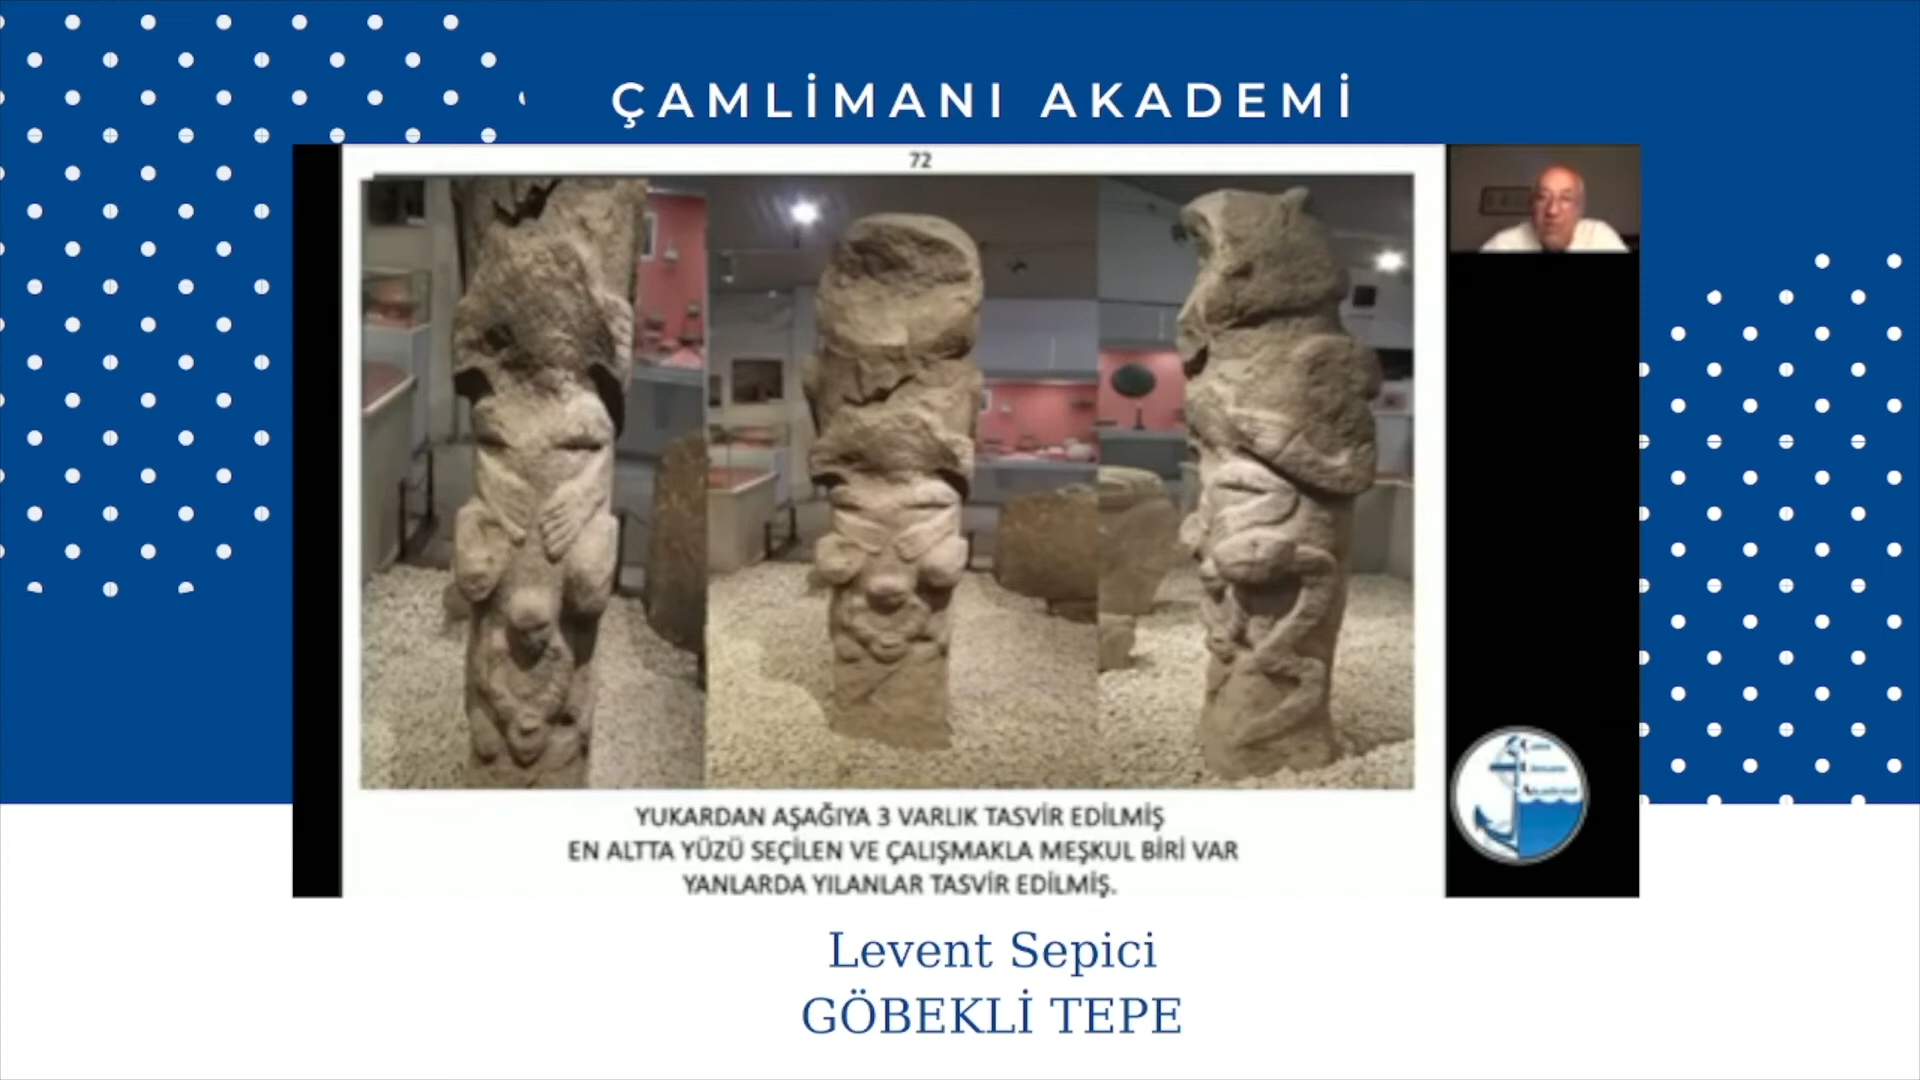 ÇAMLİMANI AKADEMİ
72
YUKARDAN AŞAĞIYA 3 VARLIK TASVİR EDİLMİŞ
EN ALTTA YÜZÜ SEÇİLEN VE ÇALIŞMAKLA MEŞKUL BİRİ VAR
YANLARDA YILANLAR TASVİR EDİLMİŞ.
Levent Sepici
GÖBEKLİ TEPE